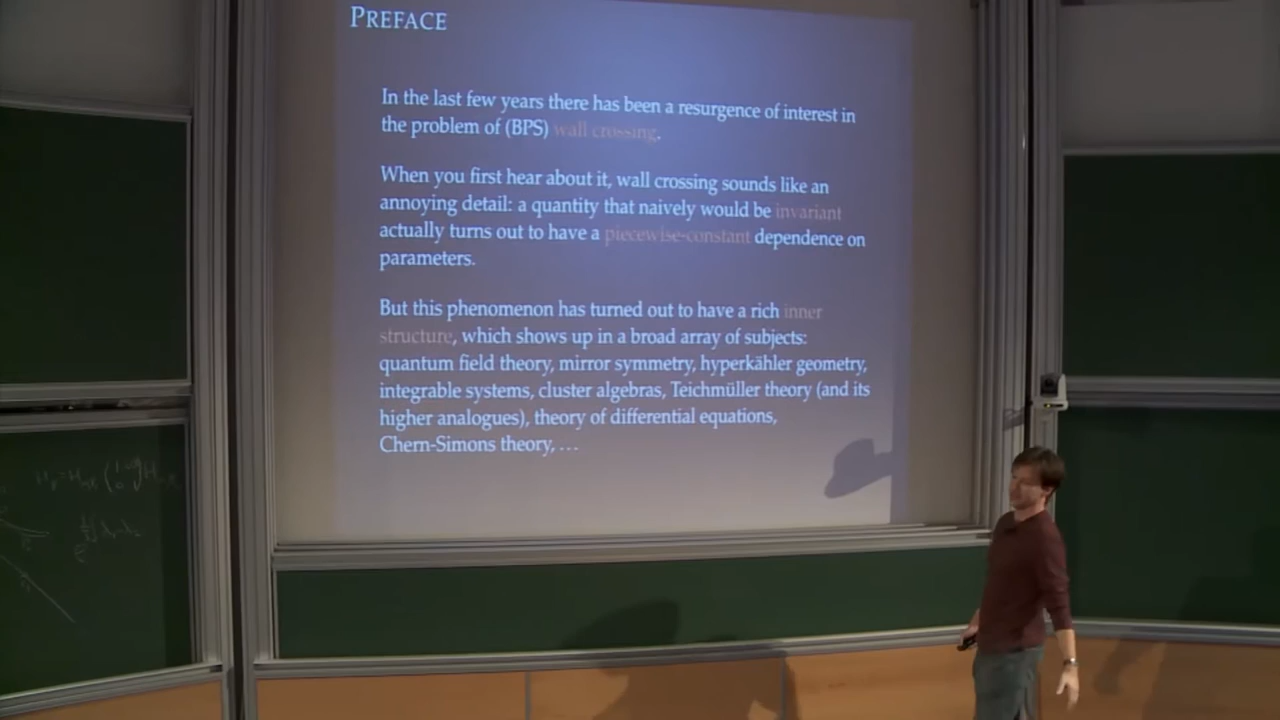 PREFACE
In the last few years there has been a resurgence of interest in
the problem of (BPS) wall crossing.
When you first hear about it, wall crossing sounds like an
annoying detail: a quantity that naively would be invariant
actually turns out to have a piecewise-constant dependence on
parameters.
But this phenomenon has turned out to have a rich inner
structure, which shows up in a broad array of subjects:
quantum field theory, mirror symmetry, hyperkähler geometry,
integrable systems, cluster algebras, Teichmüller theory (and its
higher analogues), theory of differential equations,
Chern-Simons theory, ...